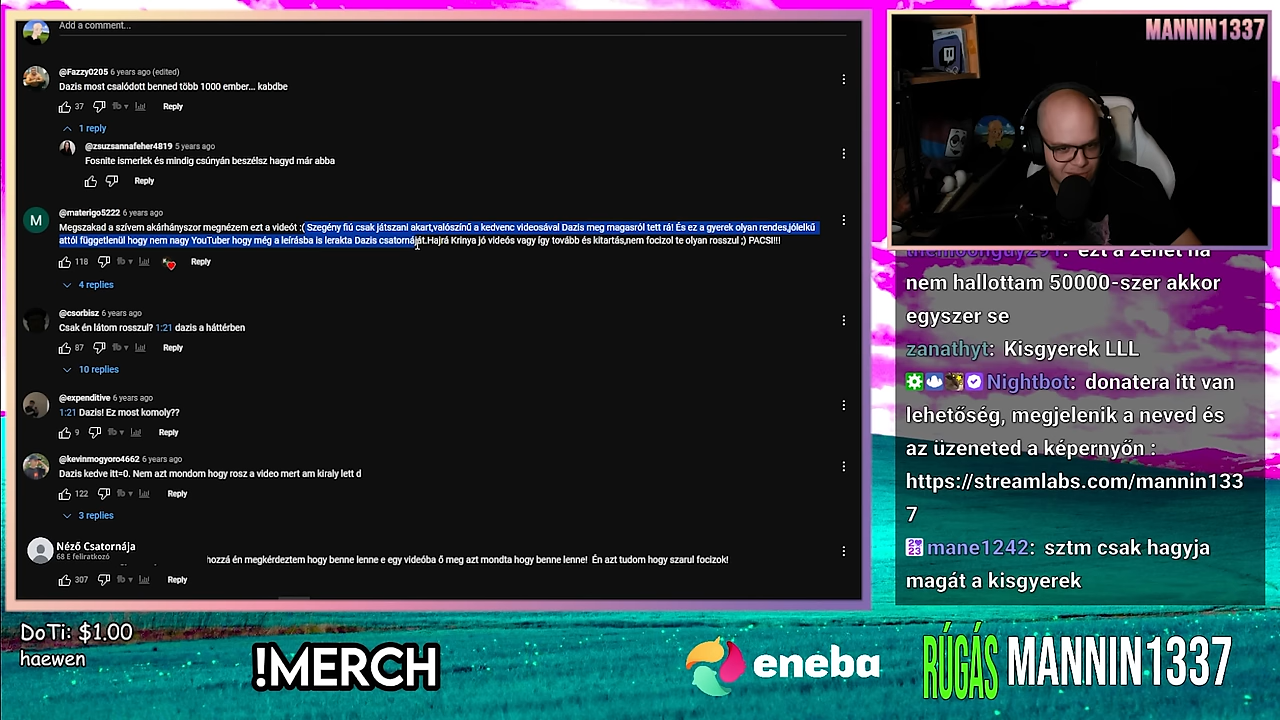 Add a comment...
@Fazzy0205 6 years ago (edited)
Dazis most csalódott benned több 1000 ember... kabdbe
37 Reply
1 reply
@zsuzsannafeher4819 5 years ago
Fosnite ismerlek és mindig csúnyán beszélsz hagyd már abba
Reply
M
@materigo5222 6 years ago
Megszakad a szívem akárhányszor megnézem ezt a videót :( Szegény fiú csak játszani akart,valószínű a kedvenc videosával Dazis meg magasról tett rá! És ez a gyerek olyan rendes,jólelkű
attól függetlenül hogy nem nagy YouTuber hogy még a leírásba is lerakta Dazis csatornáját.Hajrá Krinya jó videós vagy így tovább és kitartás,nem focizol te olyan rosszul ;) PACSI!!!
118 Reply
4 replies
@csorbisz 6 years ago
Csak én látom rosszul? 1:21 dazis a háttérben
87 Reply
10 replies
@expenditive 6 years ago
1:21 Dazis! Ez most komoly??
9 Reply
@kevinmogyoro4662 6 years ago
Dazis kedve itt=0. Nem azt mondom hogy rosz a video mert am kiraly lett d
122 Reply
3 replies
Néző Csatornája
68 E feliratkozó
hozzá én megkérdeztem hogy benne lenne e egy videóba ő meg azt mondta hogy benne lenne! Én azt tudom hogy szarul focizok!
307 Reply
MANNIN1337
ezt a zenét ha
nem hallottam 50000-szer akkor
egyszer se
zanathyt: Kisgyerek LLL
Nightbot: donatera itt van
lehetőség, megjelenik a neved és
az üzeneted a képernyőn :
https://streamlabs.com/mannin133
7
mane1242: sztm csak hagyja
magát a kisgyerek
DoTi: $1.00
haewen
!MERCH
eneba
RÚGÁS MANNIN1337